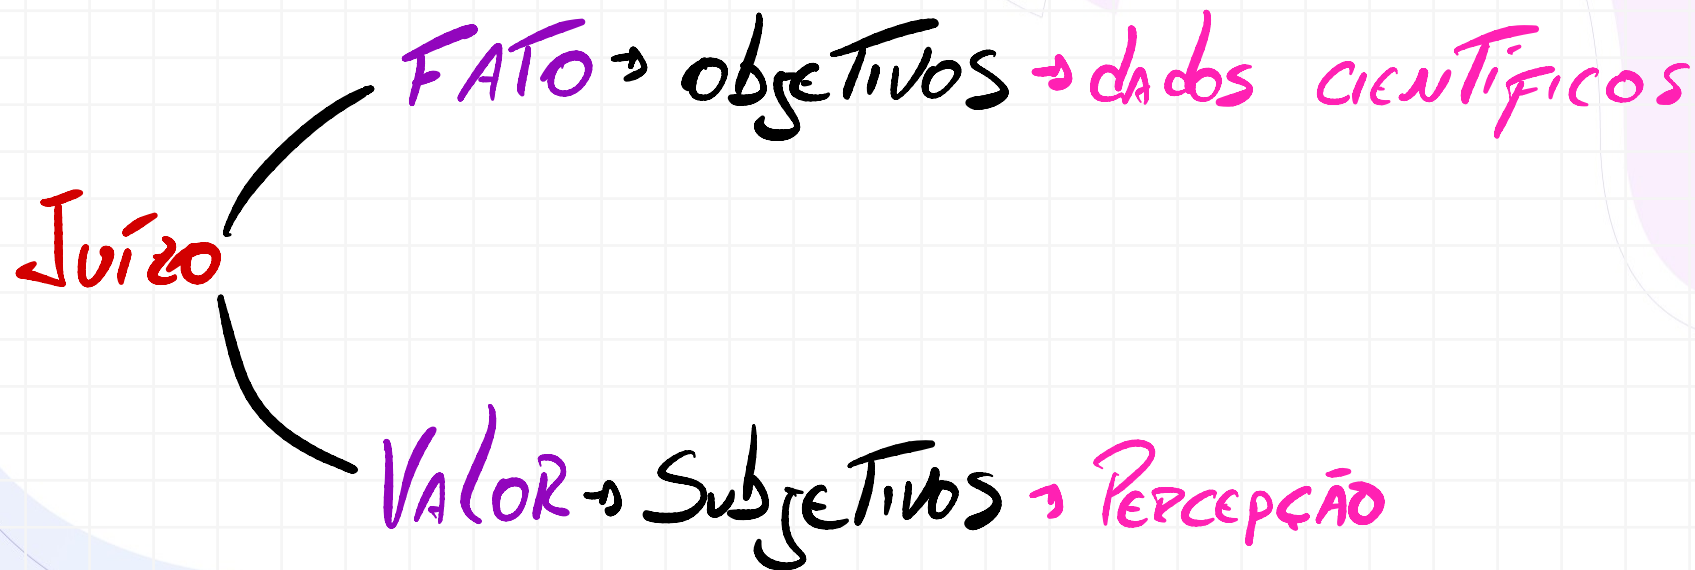 FATO → objETIVOS → dAdos CIENTÍFICOS
Juízo
VAloR → SubjETIVOS → PERCEPÇÃO